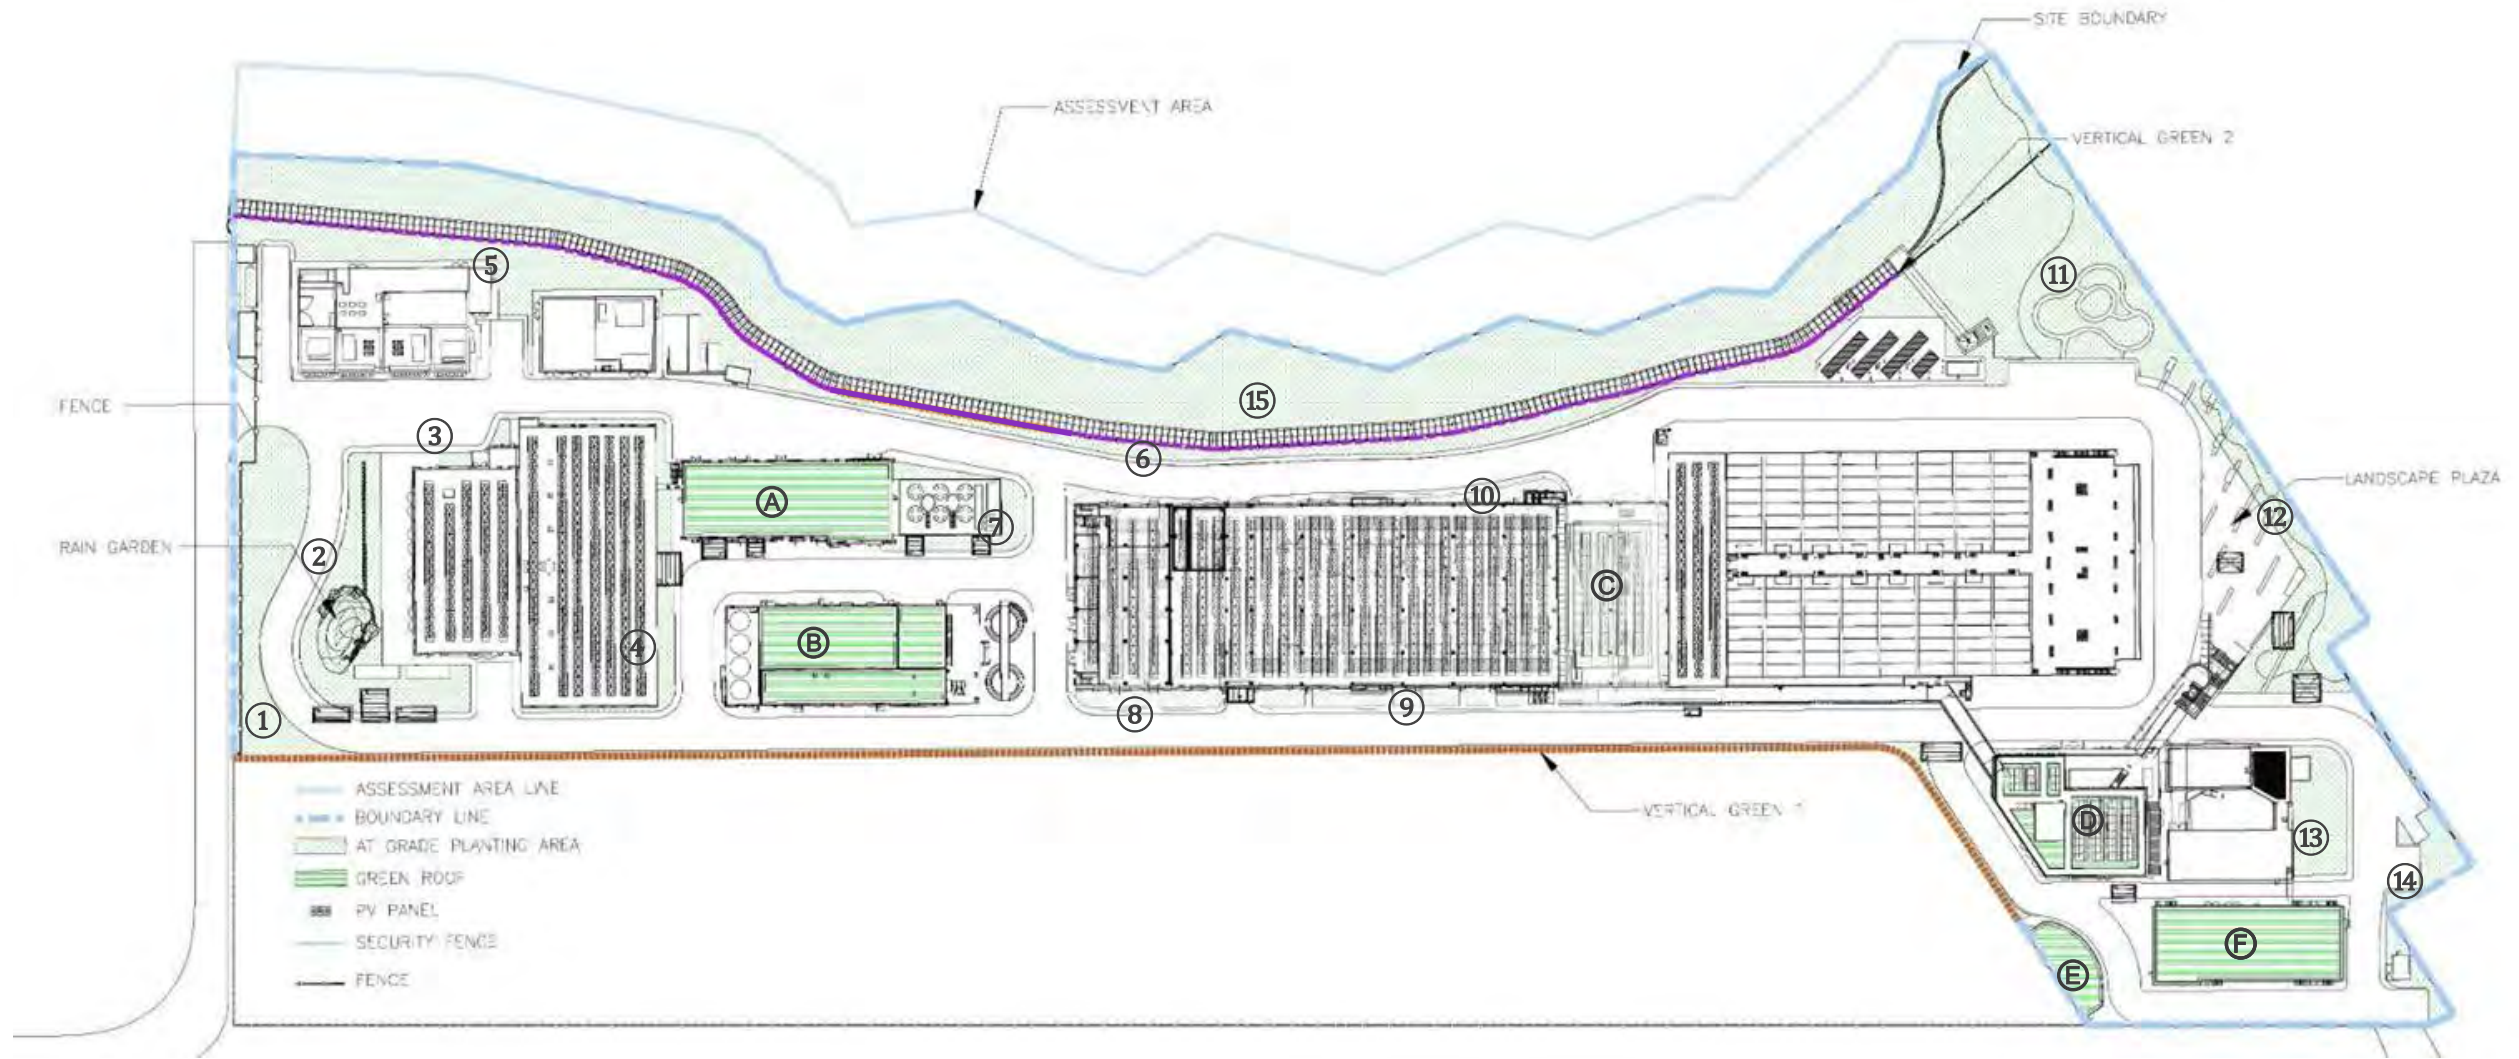 SITE BOUNDARY
ASSESSMENT AREA
VERTICAL GREEN 2
⑤
⑪
FENCE
⑮
③
⑥
LANDSCAPE PLAZA
Ⓐ
⑩
⑦
⑫
RAIN GARDEN
②
Ⓒ
④
Ⓑ
①
⑧
⑨
ASSESSMENT AREA LINE
BOUNDARY LINE
VERTICAL GREEN 1
Ⓓ
⑬
AT GRADE PLANTING AREA
GREEN ROOF
⑭
PV PANEL
SECURITY FENCE
Ⓕ
FENCE
Ⓔ